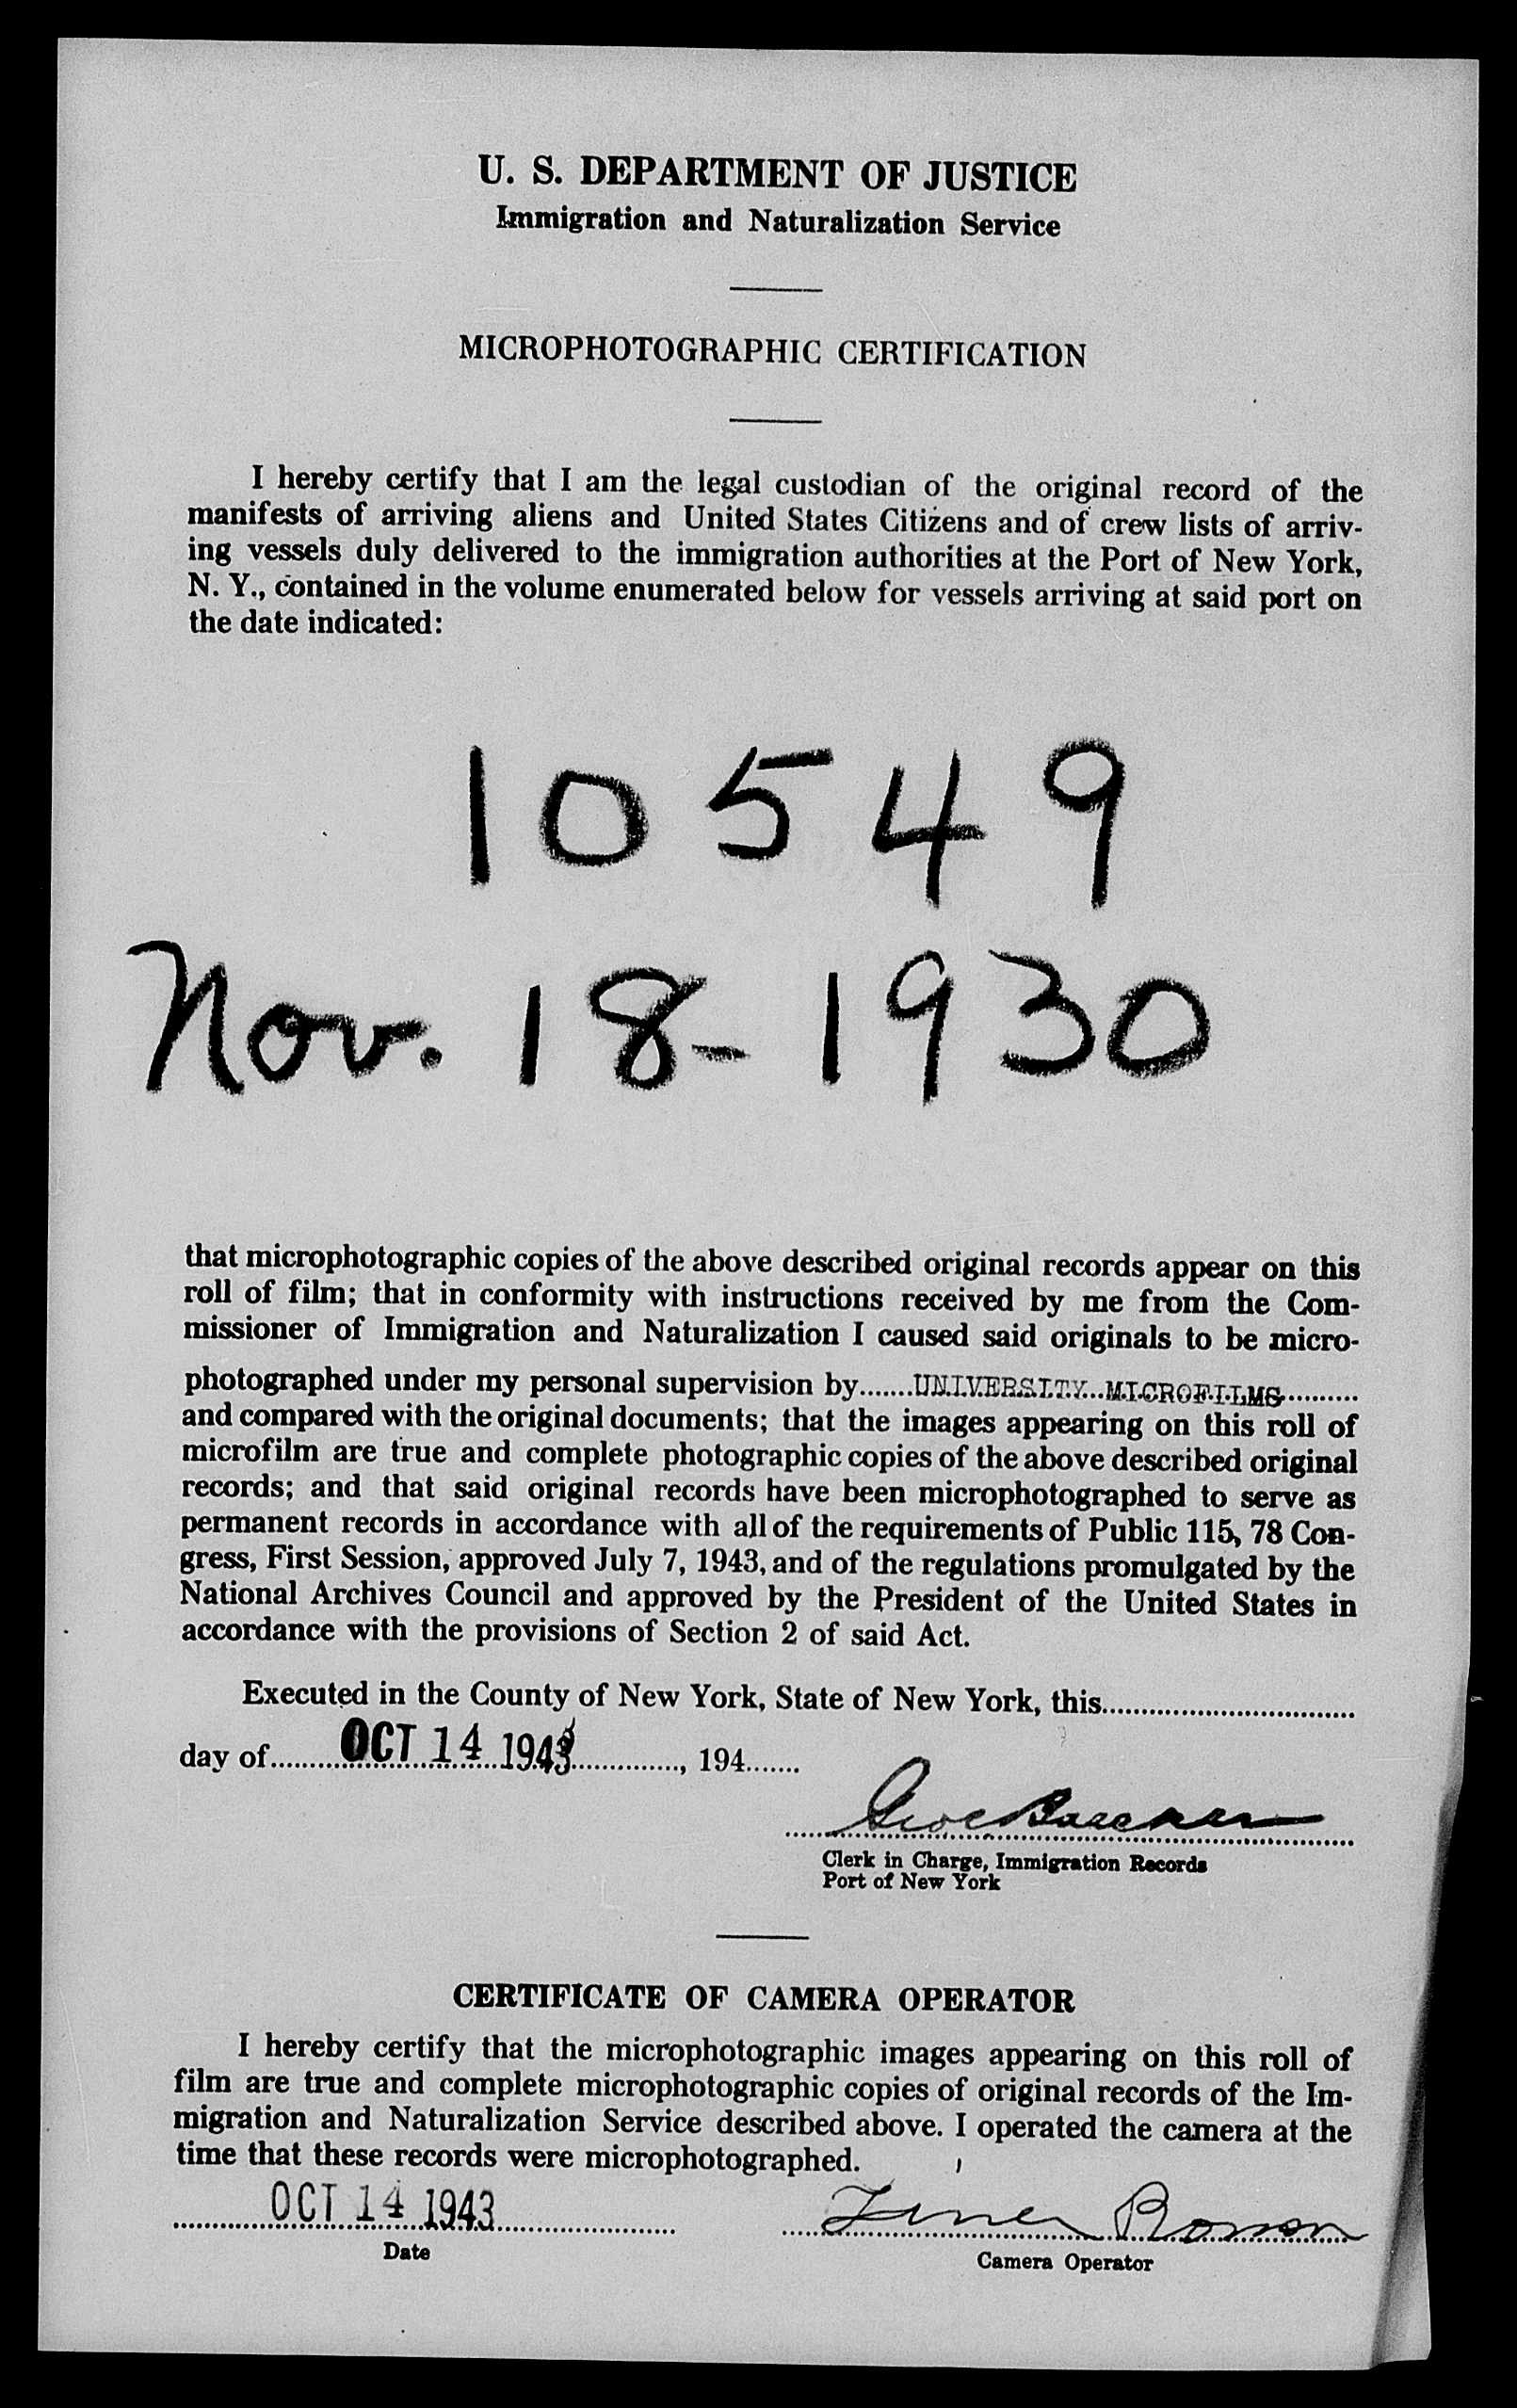 U. S. DEPARTMENT OF JUSTICE
Immigration and Naturalization Service
MICROPHOTOGRAPHIC CERTIFICATION
I hereby certify that I am the legal custodian of the original record of the
manifests of arriving aliens and United States Citizens and of crew lists of arriv-
ing vessels duly delivered to the immigration authorities at the Port of New York,
N. Y., contained in the volume enumerated below for vessels arriving at said port on
the date indicated:
10549
Nov. 18-1930
that microphotographic copies of the above described original records appear on this
roll of film; that in conformity with instructions received by me from the Com-
missioner of Immigration and Naturalization I caused said originals to be micro-
photographed under my personal supervision by.......UNIVERSITY MICROFILMS..........
and compared with the original documents; that the images appearing on this roll of
microfilm are true and complete photographic copies of the above described original
records; and that said original records have been microphotographed to serve as
permanent records in accordance with all of the requirements of Public 115, 78 Con-
gress, First Session, approved July 7, 1943, and of the regulations promulgated by the
National Archives Council and approved by the President of the United States in
accordance with the provisions of Section 2 of said Act.
Executed in the County of New York, State of New York, this................................
day of.........OCT 14 1943.............., 194.......
Clerk in Charge, Immigration Records
Port of New York
CERTIFICATE OF CAMERA OPERATOR
I hereby certify that the microphotographic images appearing on this roll of
film are true and complete microphotographic copies of original records of the Im-
migration and Naturalization Service described above. I operated the camera at the
time that these records were microphotographed.
OCT 14 1943
Date
Camera Operator